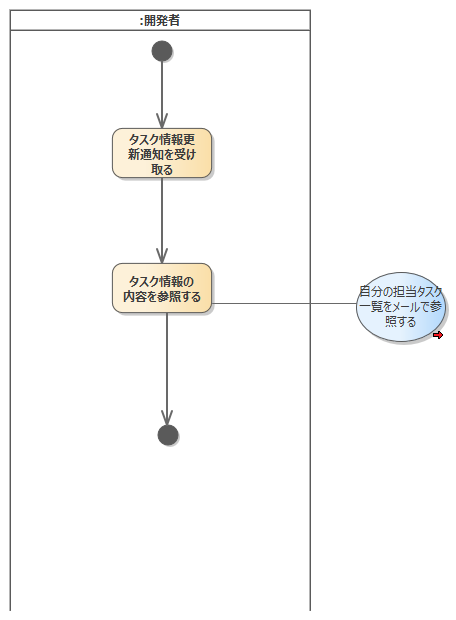 :開発者
タスク情報更
新通知を受け
取る
タスク情報の
内容を参照する
自分の担当タスク
一覧をメールで参
照する